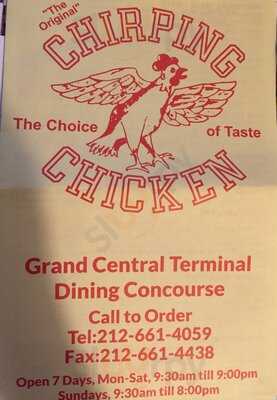 "The
Original"
CHIRPING
The Choice
of Taste
CHICKEN
Grand Central Terminal
Dining Concourse
Call to Order
Tel:212-661-4059
Fax:212-661-4438
Open 7 Days, Mon-Sat, 9:30am till 9:00pm
Sundays, 9:30am till 8:00pm